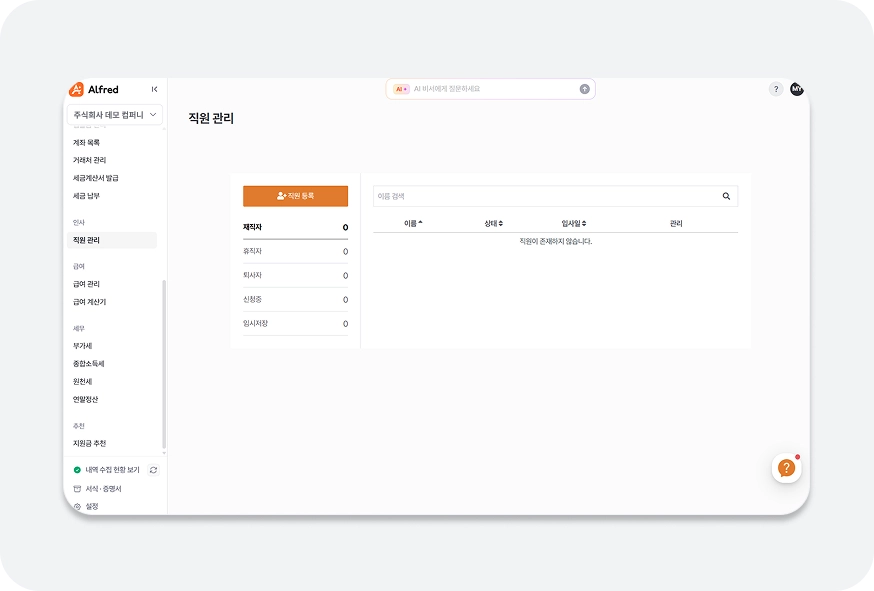 Alfred
주식회사 데모 컴퍼니
계좌 목록
거래처 관리
세금계산서 발급
세금 납부
인사
직원 관리
급여
급여 관리
급여 계산기
세무
부가세
종합소득세
원천세
연말정산
추천
지원금 추천
내역 수집 현황 보기
서식 · 증명서
설정
AI AI 비서에게 질문하세요
?
MY
직원 관리
직원 등록
재직자 0
휴직자 0
퇴사자 0
신청중 0
임시저장 0
이름 검색
이름 상태 입사일 관리
직원이 존재하지 않습니다.
?